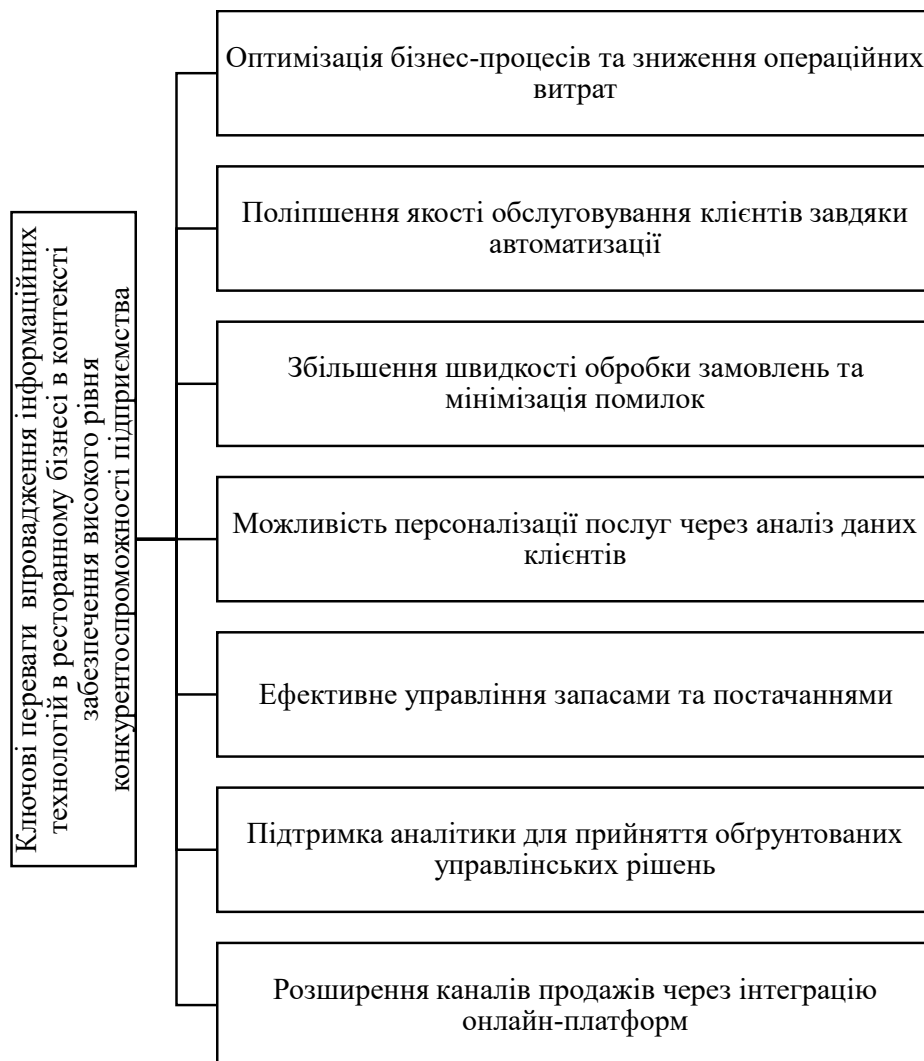 Ключові переваги впровадження інформаційних
технологій в ресторанному бізнесі в контексті
забезпечення високого рівня
конкурентоспроможності підприємства
Оптимізація бізнес-процесів та зниження операційних
витрат
Поліпшення якості обслуговування клієнтів завдяки
автоматизації
Збільшення швидкості обробки замовлень та
мінімізація помилок
Можливість персоналізації послуг через аналіз даних
клієнтів
Ефективне управління запасами та постачаннями
Підтримка аналітики для прийняття обґрунтованих
управлінських рішень
Розширення каналів продажів через інтеграцію
онлайн-платформ